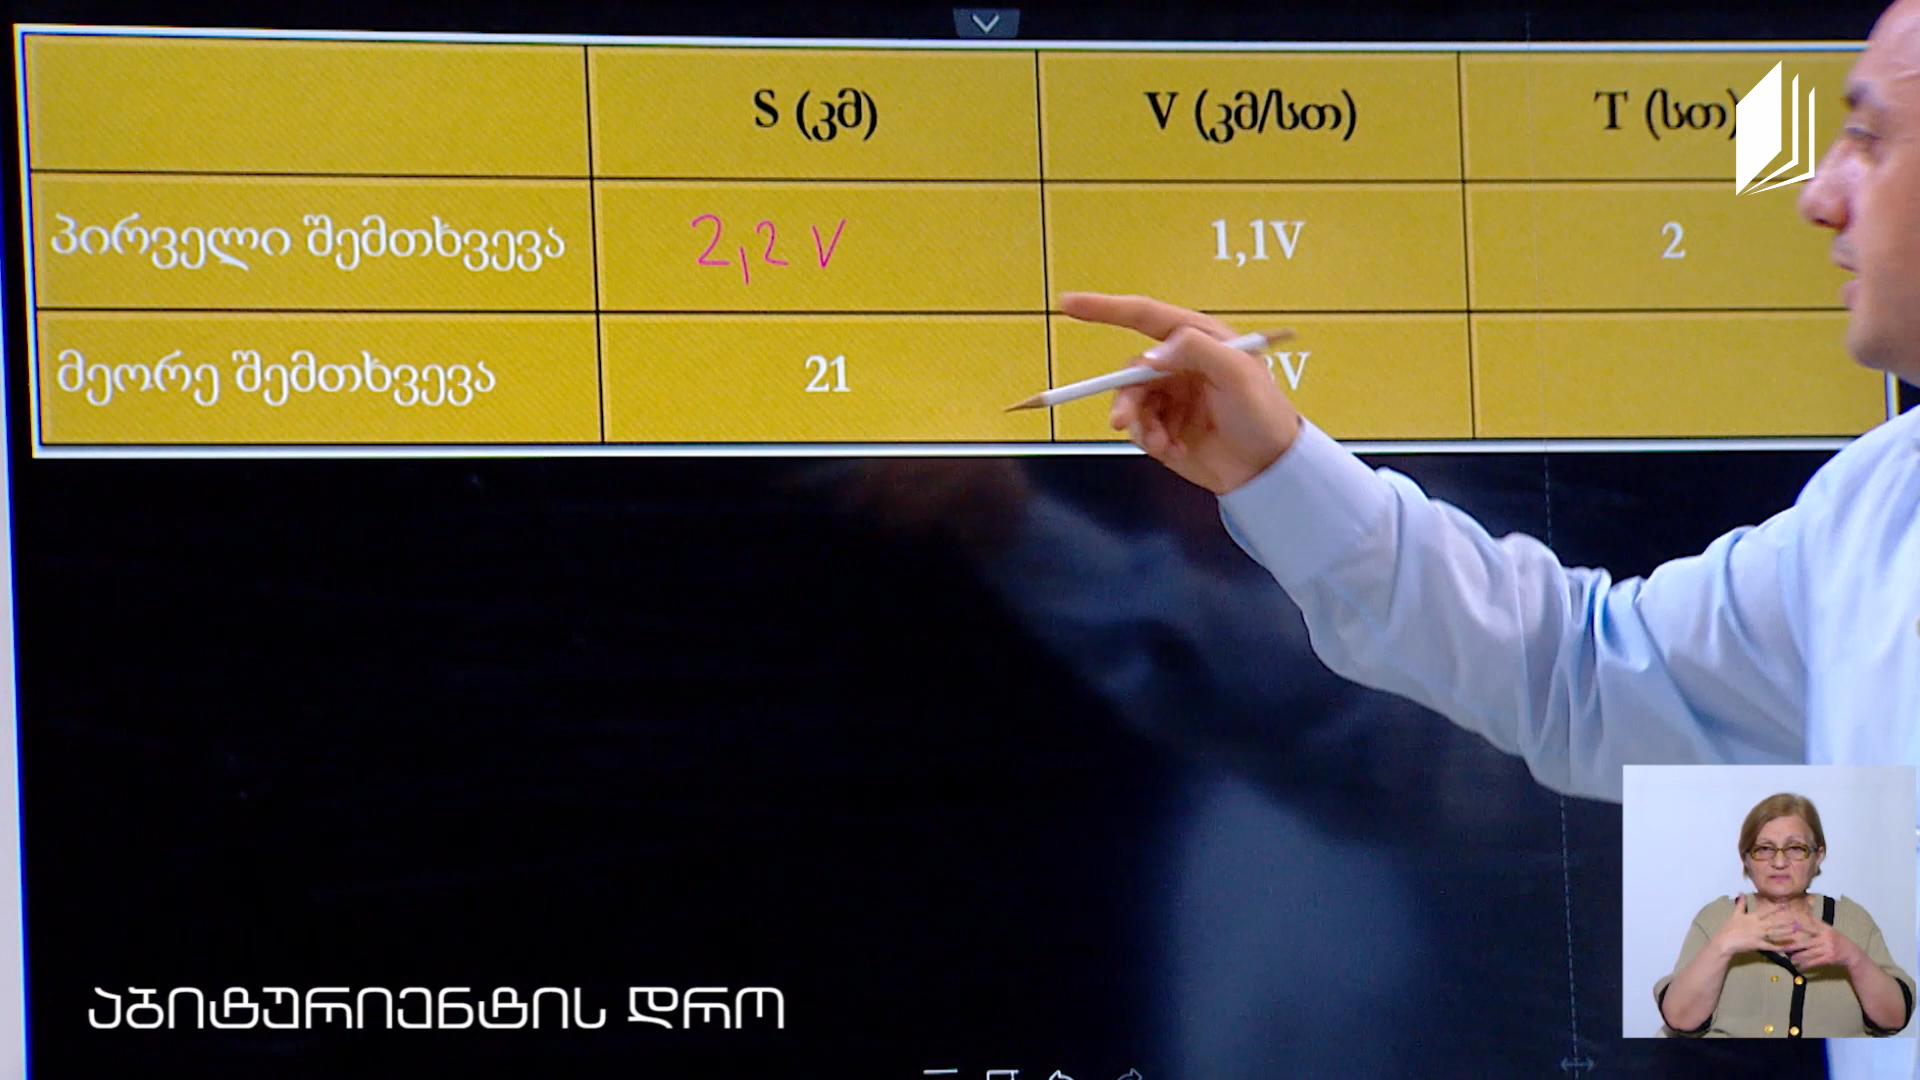 S (კმ) V (კმ/სთ) T (სთ)
პირველი შემთხვევა 2,2 V 1,1V 2
მეორე შემთხვევა 21
აბიტურიენტის დრო